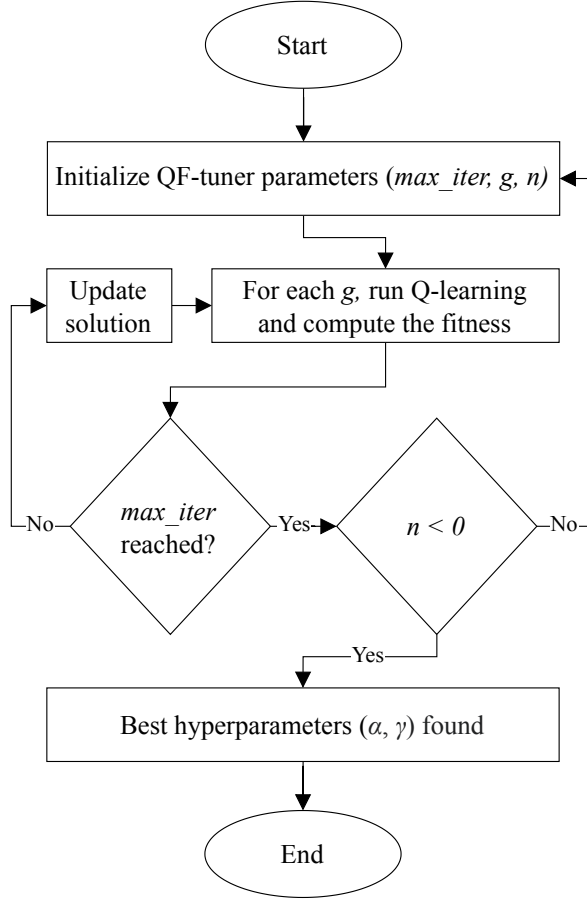 Start
Initialize QF-tuner parameters (max_iter, g, n)
Update
solution
For each g, run Q-learning
and compute the fitness
max_iter
reached?
No
Yes
n < 0
No
Yes
Best hyperparameters (α, γ) found
End